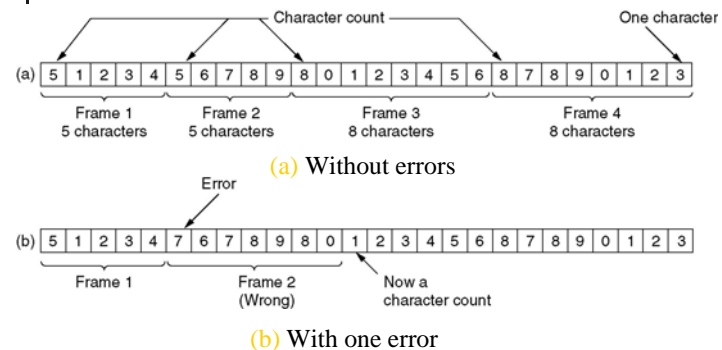 Character count One character
(a) 5 1 2 3 4 5 6 7 8 9 8 0 1 2 3 4 5 6 8 7 8 9 0 1 2 3
Frame 1 Frame 2 Frame 3 Frame 4
5 characters 5 characters 8 characters 8 characters
(a) Without errors
Error
(b) 5 1 2 3 4 7 6 7 8 9 8 0 1 2 3 4 5 6 8 7 8 9 0 1 2 3
Frame 1 Frame 2 Now a
(Wrong) character count
(b) With one error